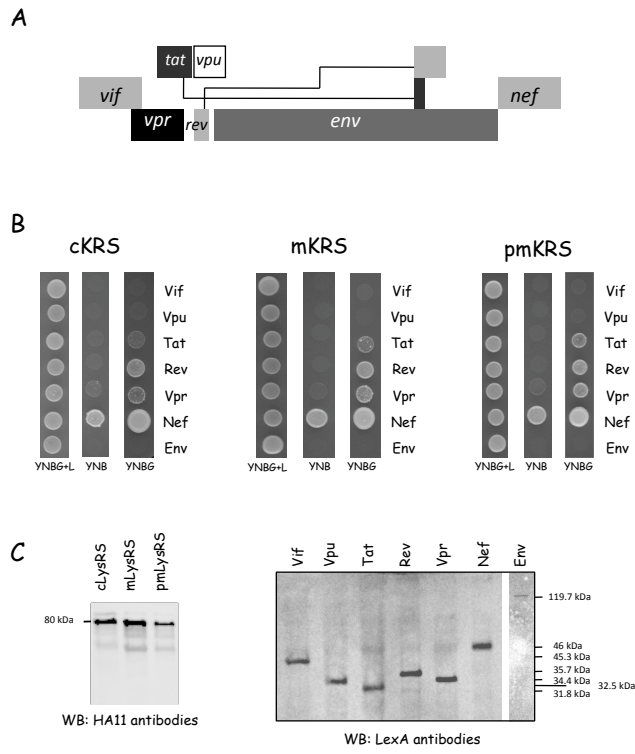 A
tat vpu
vif nef
vpr rev env
B
cKRS mKRS pmKRS
Vif Vif Vif
Vpu Vpu Vpu
Tat Tat Tat
Rev Rev Rev
Vpr Vpr Vpr
Nef Nef Nef
Env Env Env
YNBG+L YNB YNBG YNBG+L YNB YNBG YNBG+L YNB YNBG
C
cLysRS mLysRS pmLysRS
Vif Vpu Tat Rev Vpr Nef Env
80 kDa
119.7 kDa
46 kDa
45.3 kDa
35.7 kDa
34.4 kDa
32.5 kDa
31.8 kDa
WB: HA11 antibodies
WB: LexA antibodies